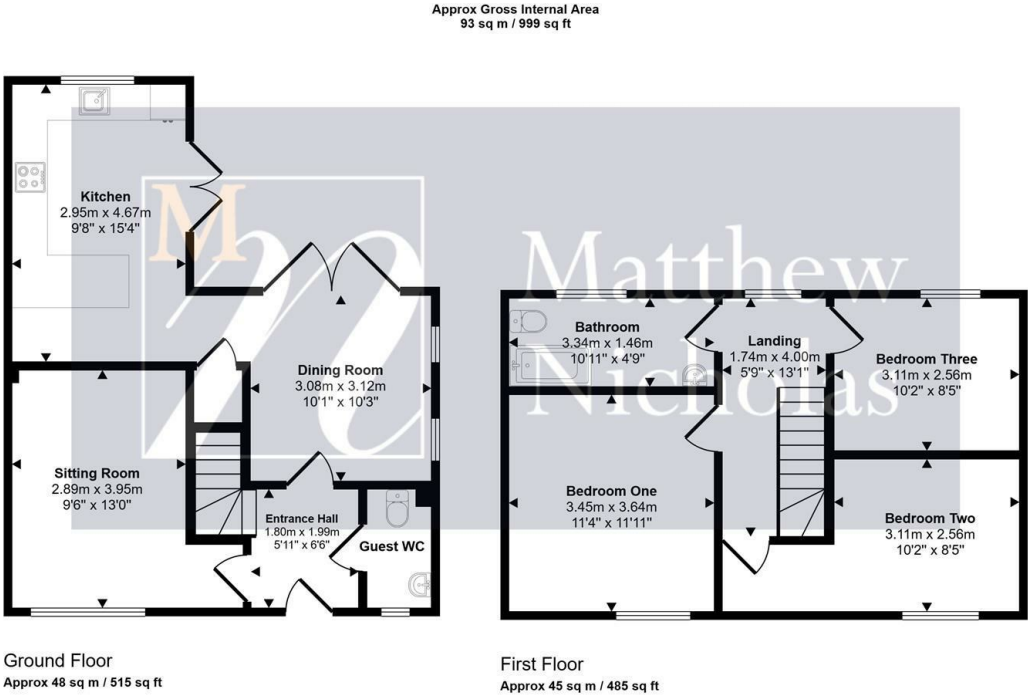 Approx Gross Internal Area
93 sq m / 999 sq ft
Kitchen
2.95m x 4.67m
9'8" x 15'4"
M
m
Matthew
Nicholas
Dining Room
3.08m x 3.12m
10'1" x 10'3"
Sitting Room
2.89m x 3.95m
9'6" x 13'0"
Entrance Hall
1.80m x 1.99m
5'11" x 6'6"
Guest WC
Bathroom
3.34m x 1.46m
10'11" x 4'9"
Landing
1.74m x 4.00m
5'9" x 13'1"
Bedroom Three
3.11m x 2.56m
10'2" x 8'5"
Bedroom One
3.45m x 3.64m
11'4" x 11'11"
Bedroom Two
3.11m x 2.56m
10'2" x 8'5"
Ground Floor
Approx 48 sq m / 515 sq ft
First Floor
Approx 45 sq m / 485 sq ft